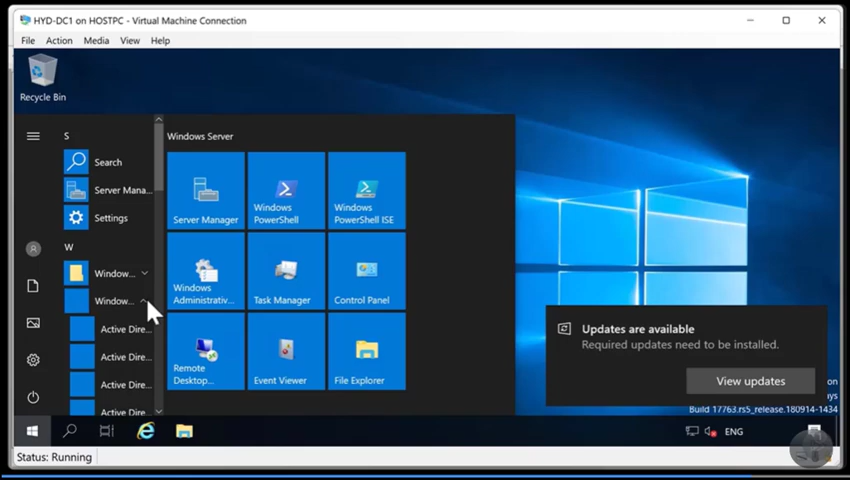 HYD-DC1 on HOSTPC - Virtual Machine Connection
File Action Media View Help
Recycle Bin
S
Search
Server Mana...
Settings
W
Window...
Window...
Active Dire...
Active Dire...
Active Dire...
Active Dire...
Windows Server
Server Manager
Windows
PowerShell
Windows
PowerShell ISE
Windows
Administrativ...
Task Manager
Control Panel
Remote
Desktop...
Event Viewer
File Explorer
Updates are available
Required updates need to be installed.
View updates
on
ys
Build 17763.rs5_release.180914-1434
ENG
Status: Running